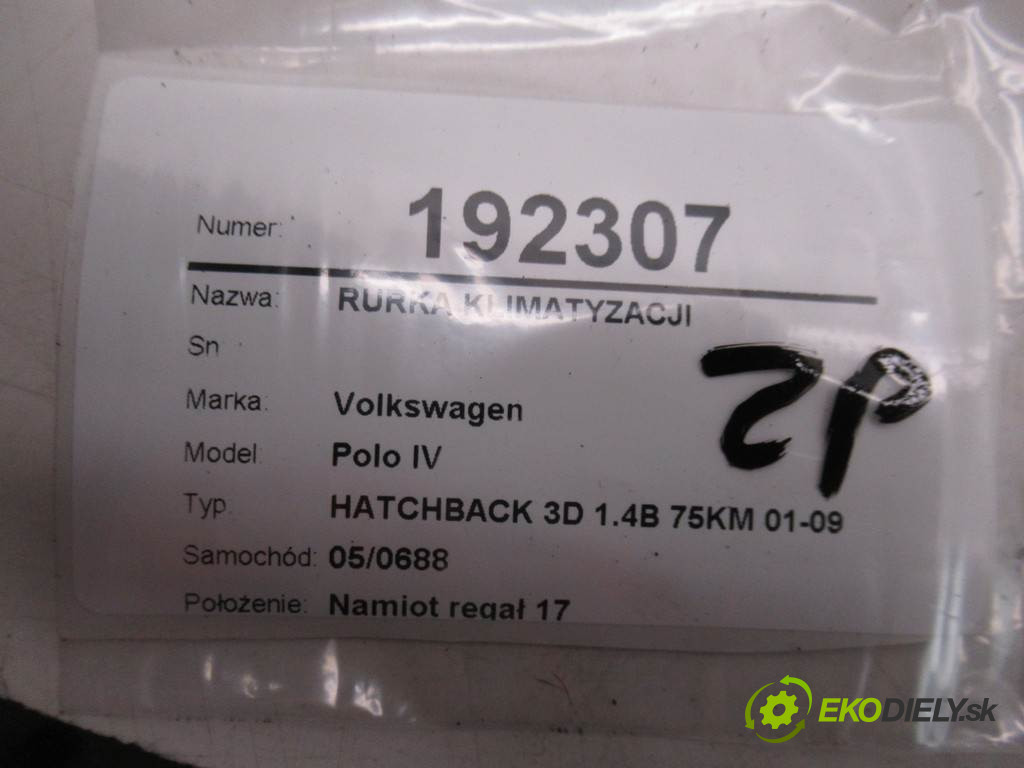 Numer: 192307
Nazwa: RURKA KLIMATYZACJI
Sn
Marka: Volkswagen
Model: Polo IV
Typ: HATCHBACK 3D 1.4B 75KM 01-09
Samochód: 05/0688
Położenie: Namiot regał 17
ZP
EKODIELY.sk